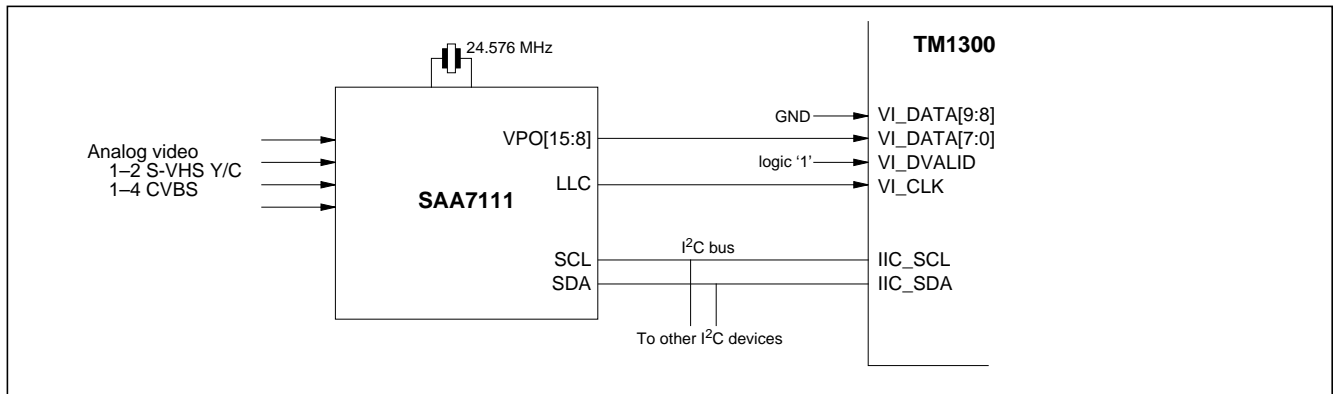 24.576 MHz
TM1300
Analog video
1–2 S-VHS Y/C
1–4 CVBS
SAA7111
VPO[15:8]
LLC
SCL
SDA
GND
logic ‘1’
VI_DATA[9:8]
VI_DATA[7:0]
VI_DVALID
VI_CLK
I²C bus
IIC_SCL
IIC_SDA
To other I²C devices